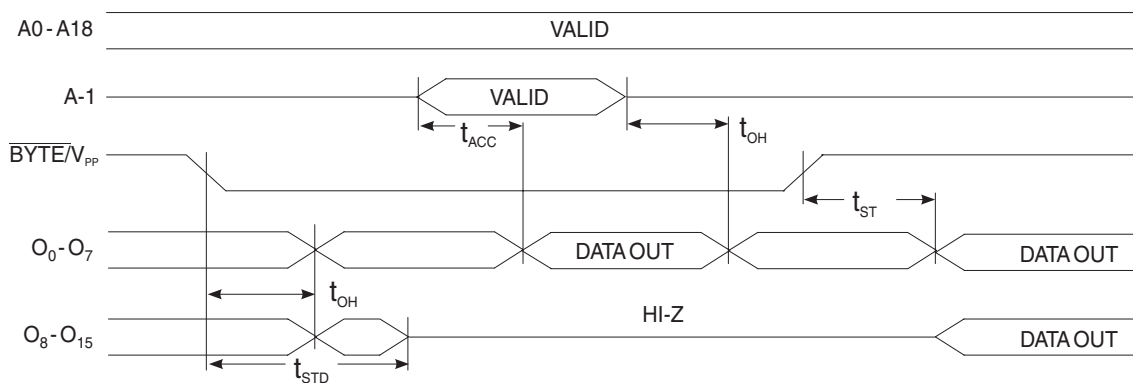 A0 - A18 VALID
A-1 VALID
tACC tOH
BYTE/VPP
tST
O0 - O7 DATA OUT DATA OUT
tOH
HI-Z
O8 - O15 DATA OUT
tSTD